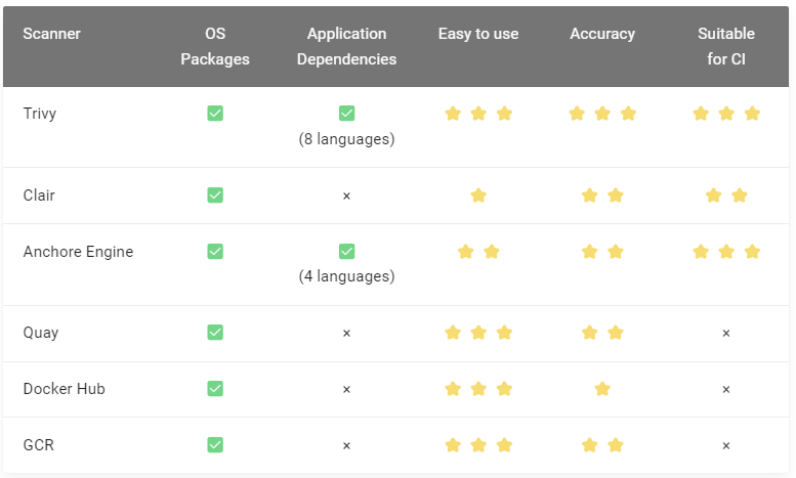 Scanner OS Application Easy to use Accuracy Suitable
Packages Dependencies for CI
Trivy
(8 languages)
Clair ×
Anchore Engine
(4 languages)
Quay × ×
Docker Hub × ×
GCR × ×